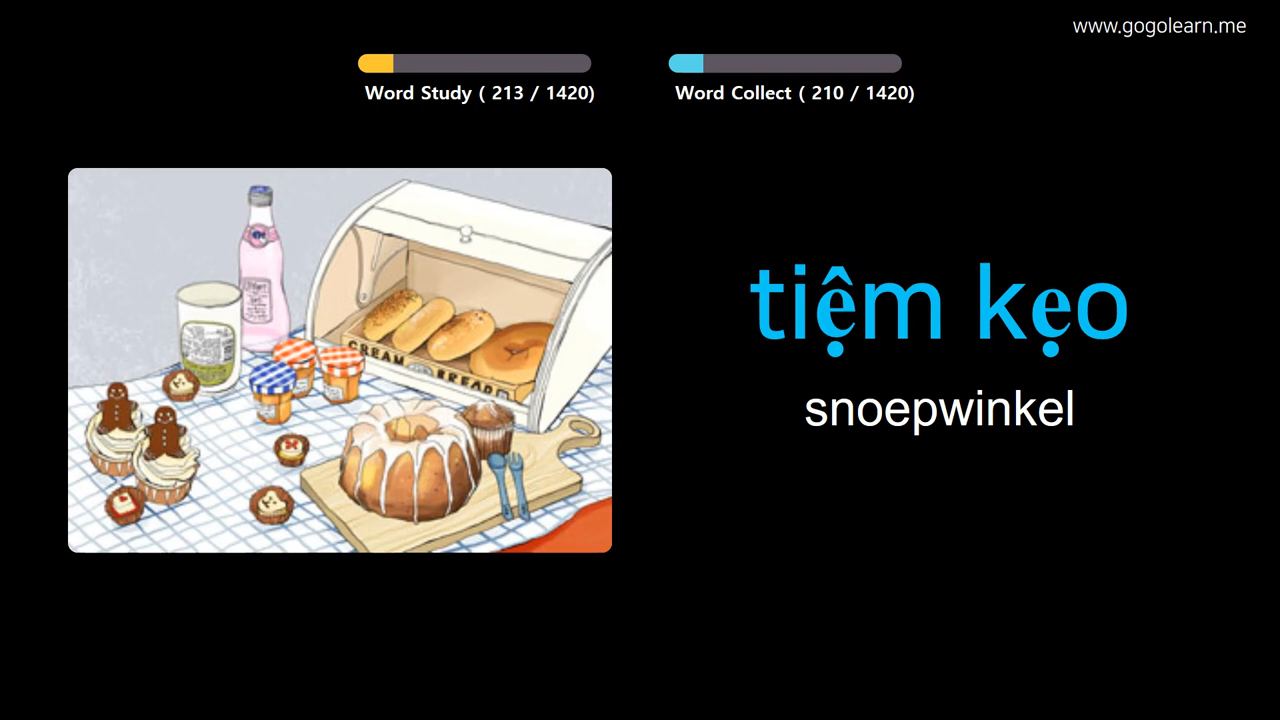 www.gogolearn.me
Word Study ( 213 / 1420)
Word Collect ( 210 / 1420)
CREAM BREAD
tiệm kẹo
snoepwinkel